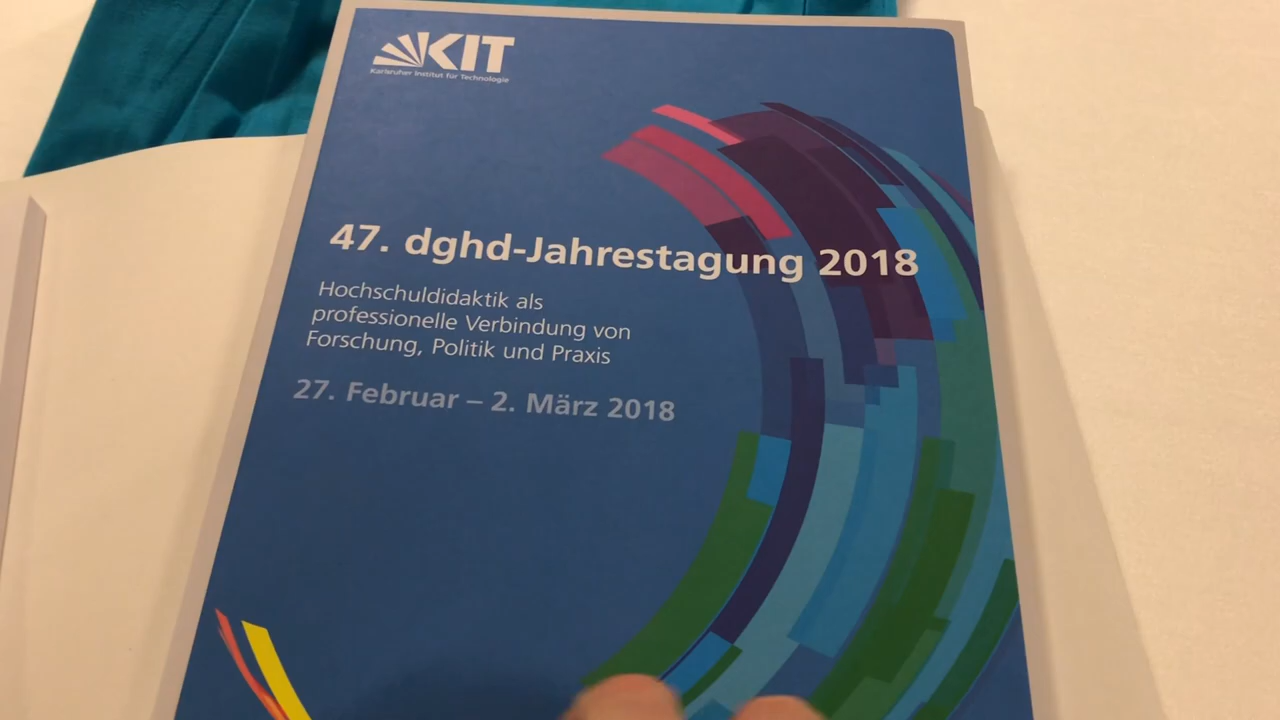 KIT
Karlsruher Institut für Technologie
47. dghd-Jahrestagung 2018
Hochschuldidaktik als
professionelle Verbindung von
Forschung, Politik und Praxis
27. Februar – 2. März 2018